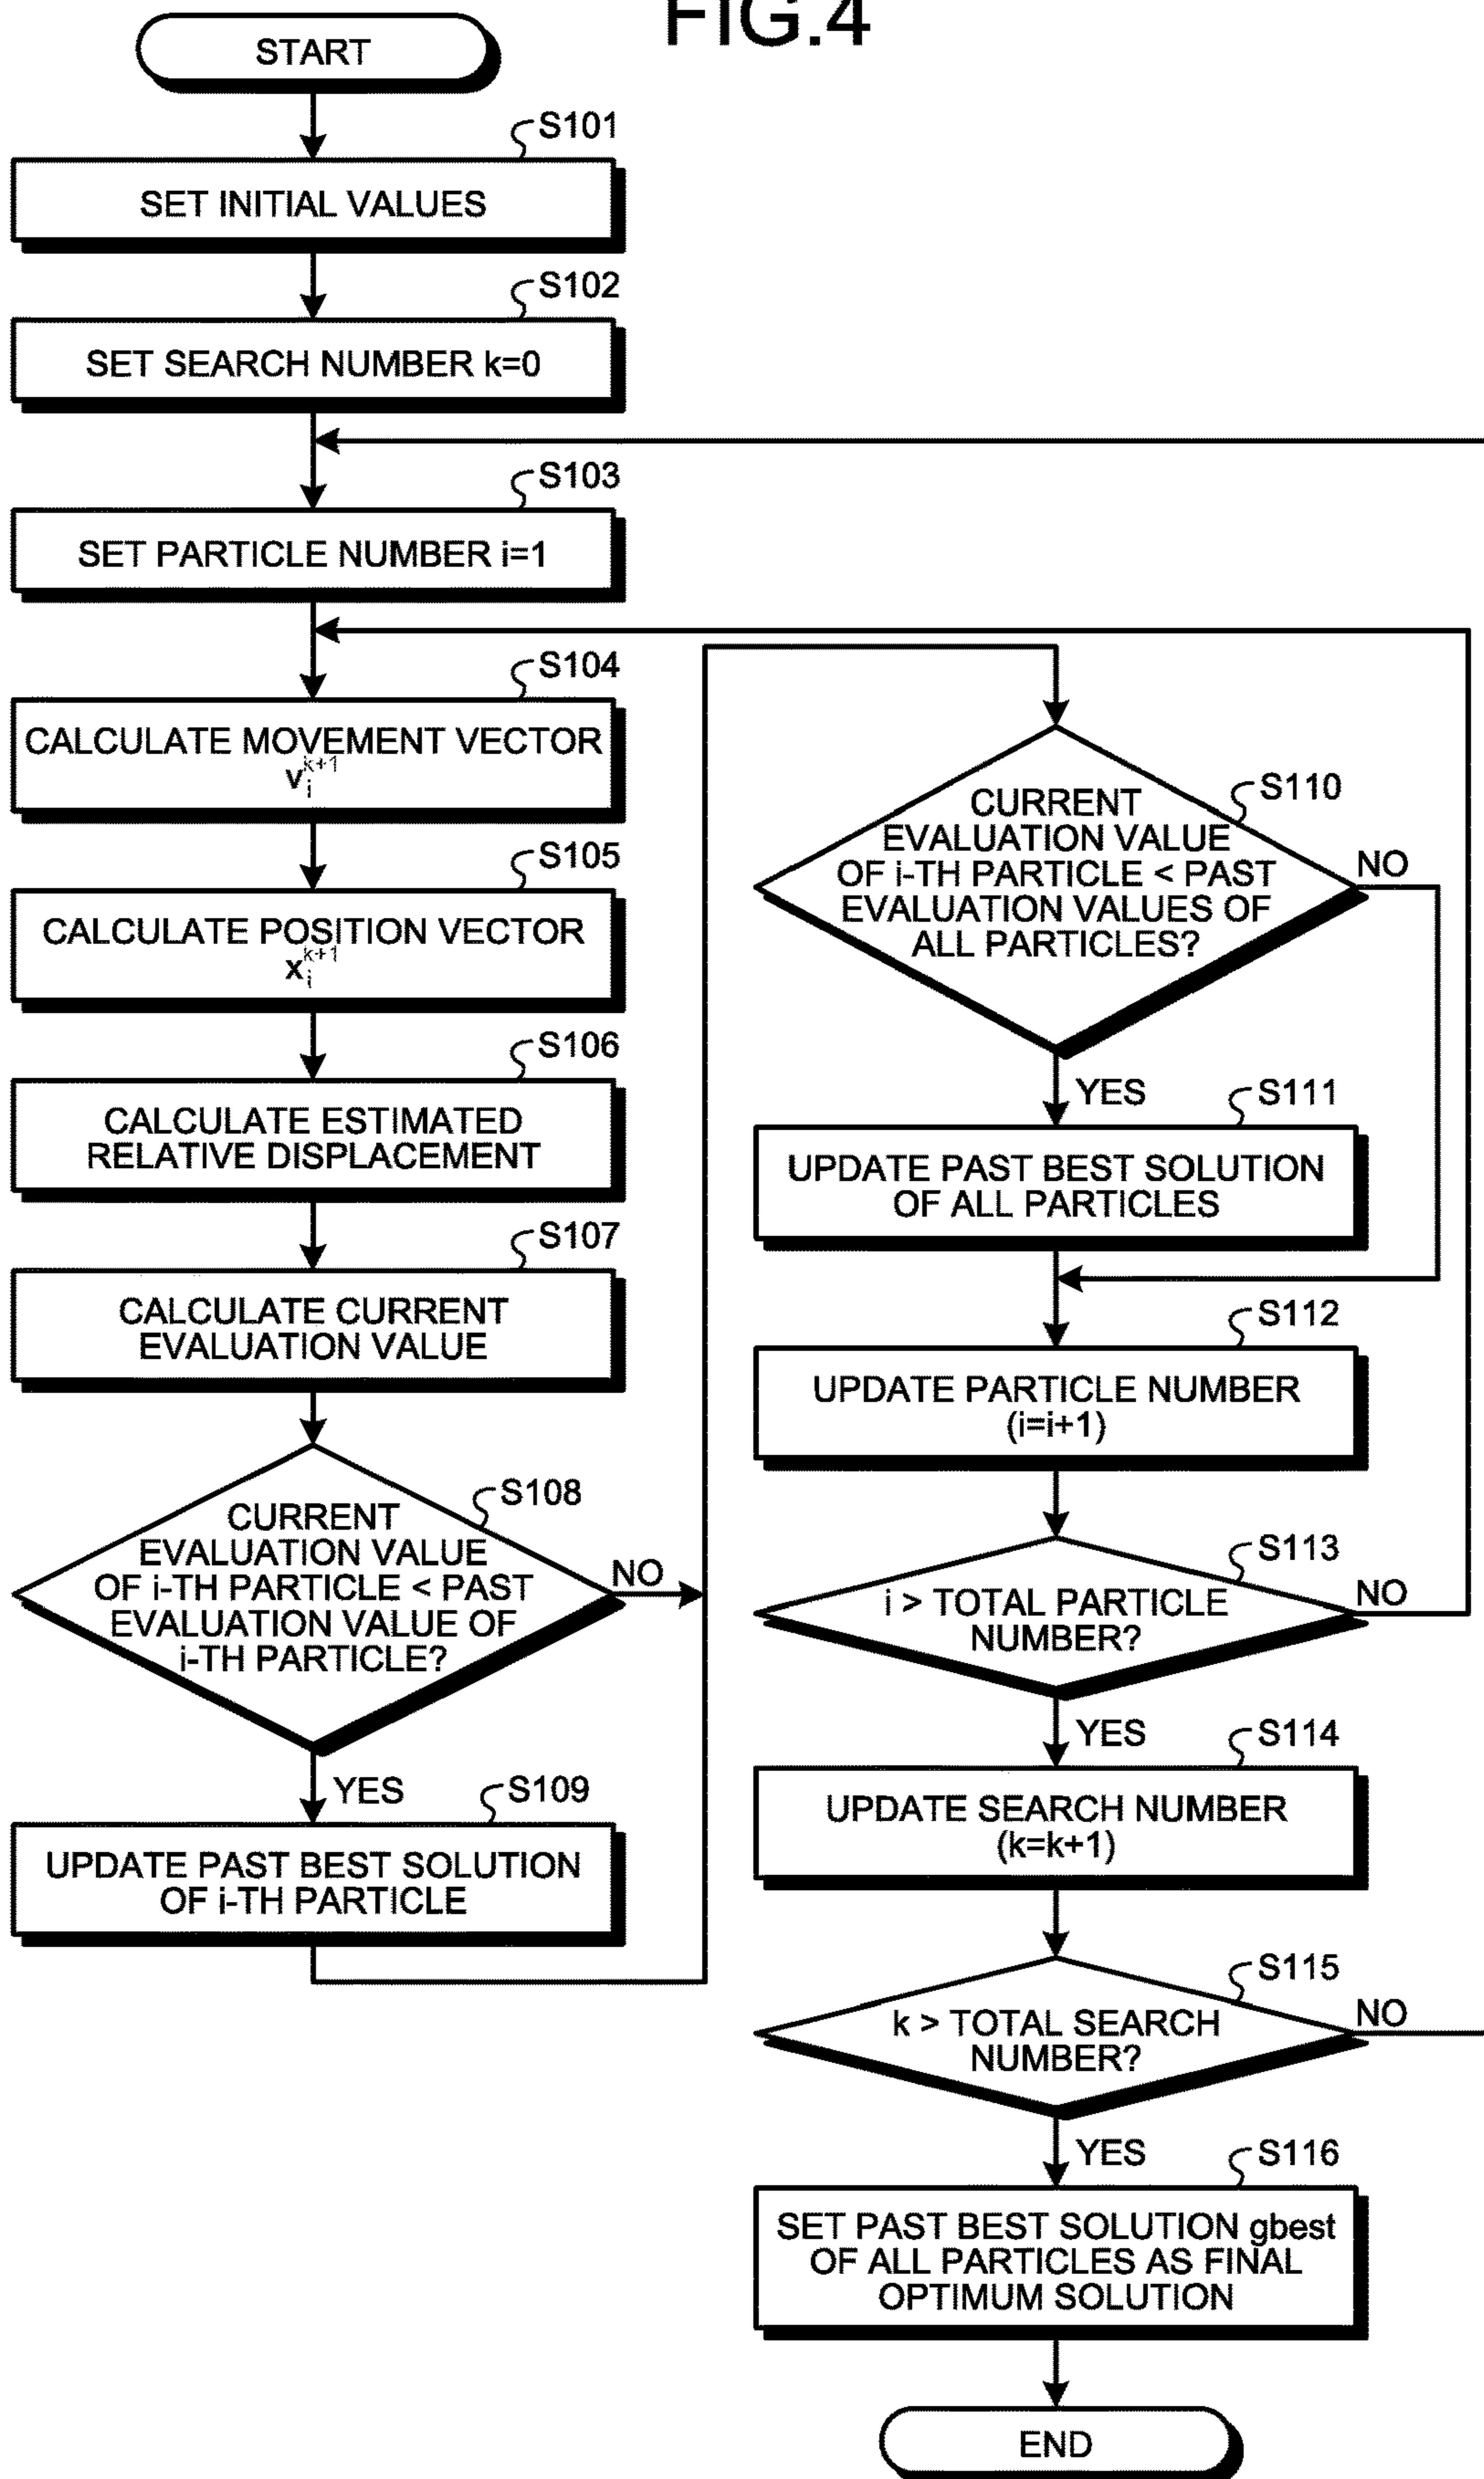 FIG.4
START
S101
SET INITIAL VALUES
S102
SET SEARCH NUMBER k=0
S103
SET PARTICLE NUMBER i=1
S104
CALCULATE MOVEMENT VECTOR
v_i^{k+1}
S105
CALCULATE POSITION VECTOR
x_i^{k+1}
S106
CALCULATE ESTIMATED
RELATIVE DISPLACEMENT
S107
CALCULATE CURRENT
EVALUATION VALUE
S108
CURRENT
EVALUATION VALUE
OF i-TH PARTICLE < PAST
EVALUATION VALUE OF
i-TH PARTICLE?
NO
YES
S109
UPDATE PAST BEST SOLUTION
OF i-TH PARTICLE
S110
CURRENT
EVALUATION VALUE
OF i-TH PARTICLE < PAST
EVALUATION VALUES OF
ALL PARTICLES?
NO
YES
S111
UPDATE PAST BEST SOLUTION
OF ALL PARTICLES
S112
UPDATE PARTICLE NUMBER
(i=i+1)
S113
i > TOTAL PARTICLE
NUMBER?
NO
YES
S114
UPDATE SEARCH NUMBER
(k=k+1)
S115
k > TOTAL SEARCH
NUMBER?
NO
YES
S116
SET PAST BEST SOLUTION gbest
OF ALL PARTICLES AS FINAL
OPTIMUM SOLUTION
END